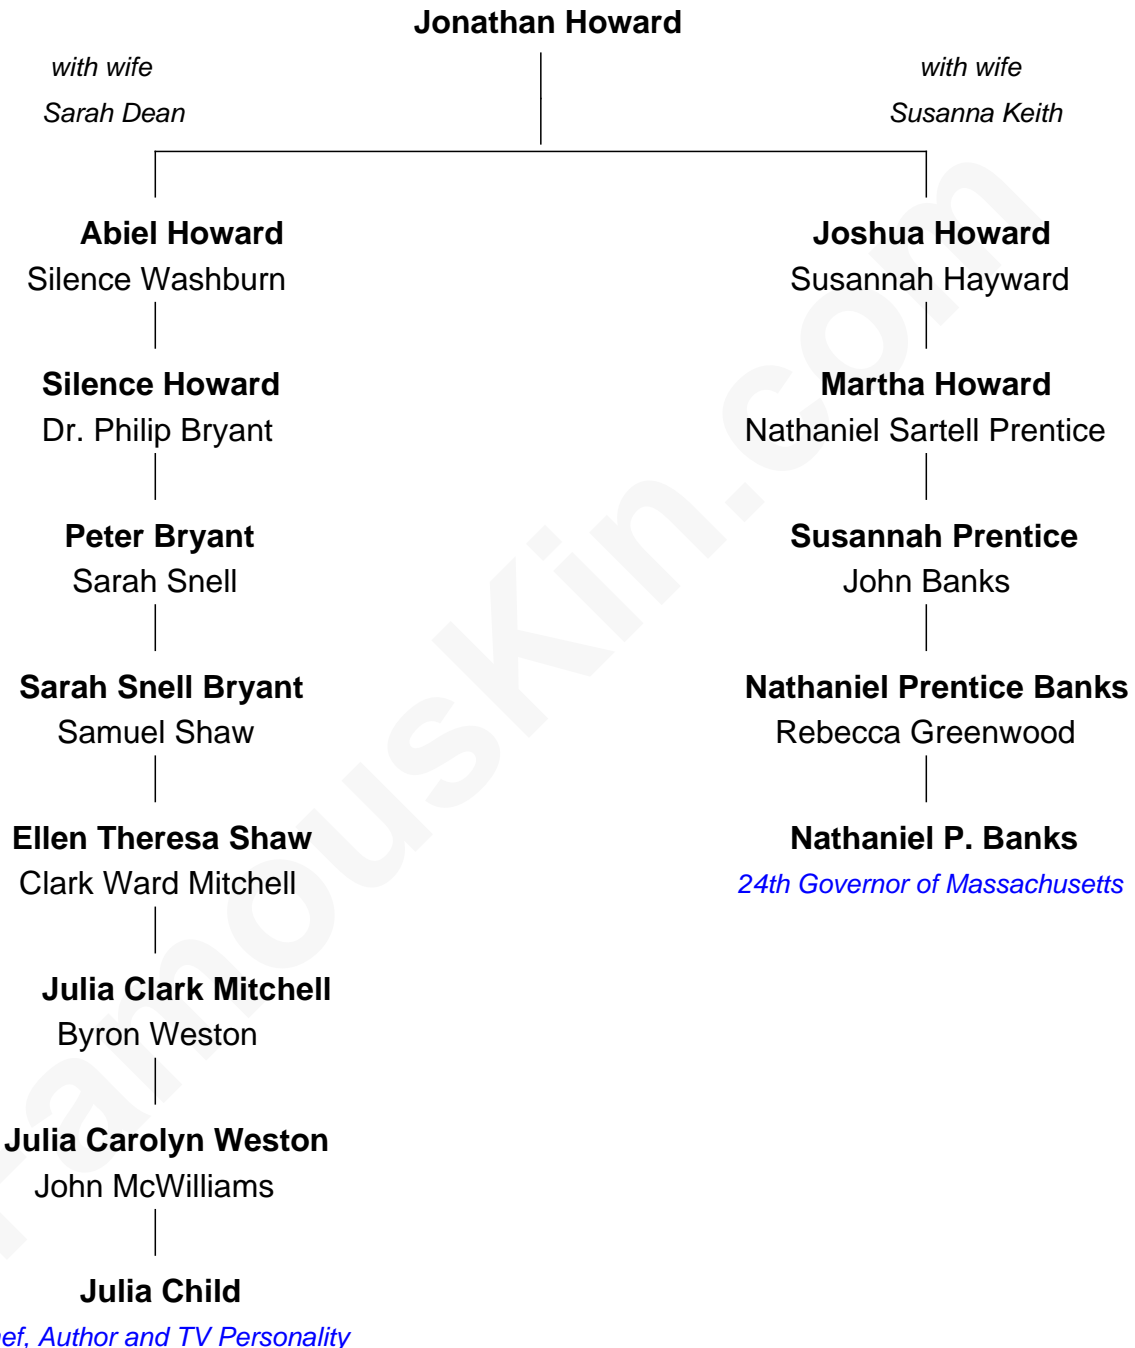 Jonathan Howard
with wife
Sarah Dean
with wife
Susanna Keith
Abiel Howard
Silence Washburn
Joshua Howard
Susannah Hayward
Silence Howard
Dr. Philip Bryant
Martha Howard
Nathaniel Sartell Prentice
Peter Bryant
Sarah Snell
Susannah Prentice
John Banks
Sarah Snell Bryant
Samuel Shaw
Nathaniel Prentice Banks
Rebecca Greenwood
Ellen Theresa Shaw
Clark Ward Mitchell
Nathaniel P. Banks
24th Governor of Massachusetts
Julia Clark Mitchell
Byron Weston
Julia Carolyn Weston
John McWilliams
Julia Child
ef, Author and TV Personality
FamousKin.com